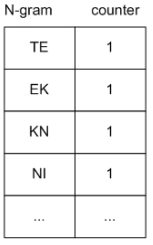 N-gram counter
TE 1
EK 1
KN 1
NI 1
... ...